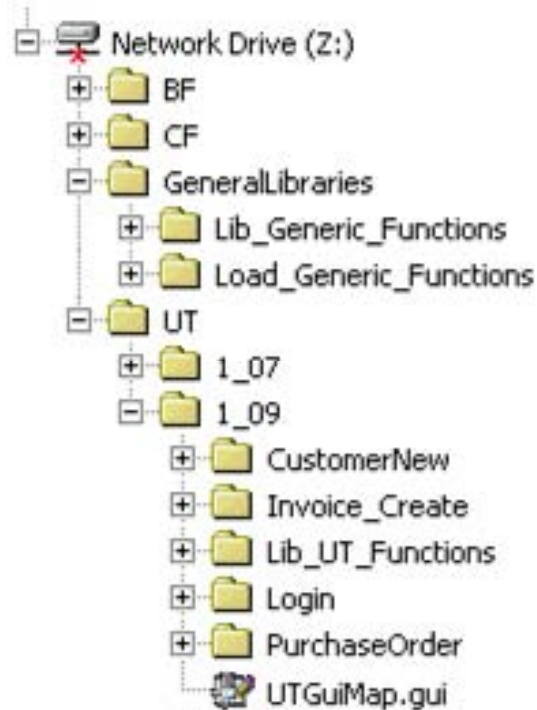 Network Drive (Z:)
BF
CF
GeneralLibraries
Lib_Generic_Functions
Load_Generic_Functions
UT
1_07
1_09
CustomerNew
Invoice_Create
Lib_UT_Functions
Login
PurchaseOrder
UTGuiMap.gui